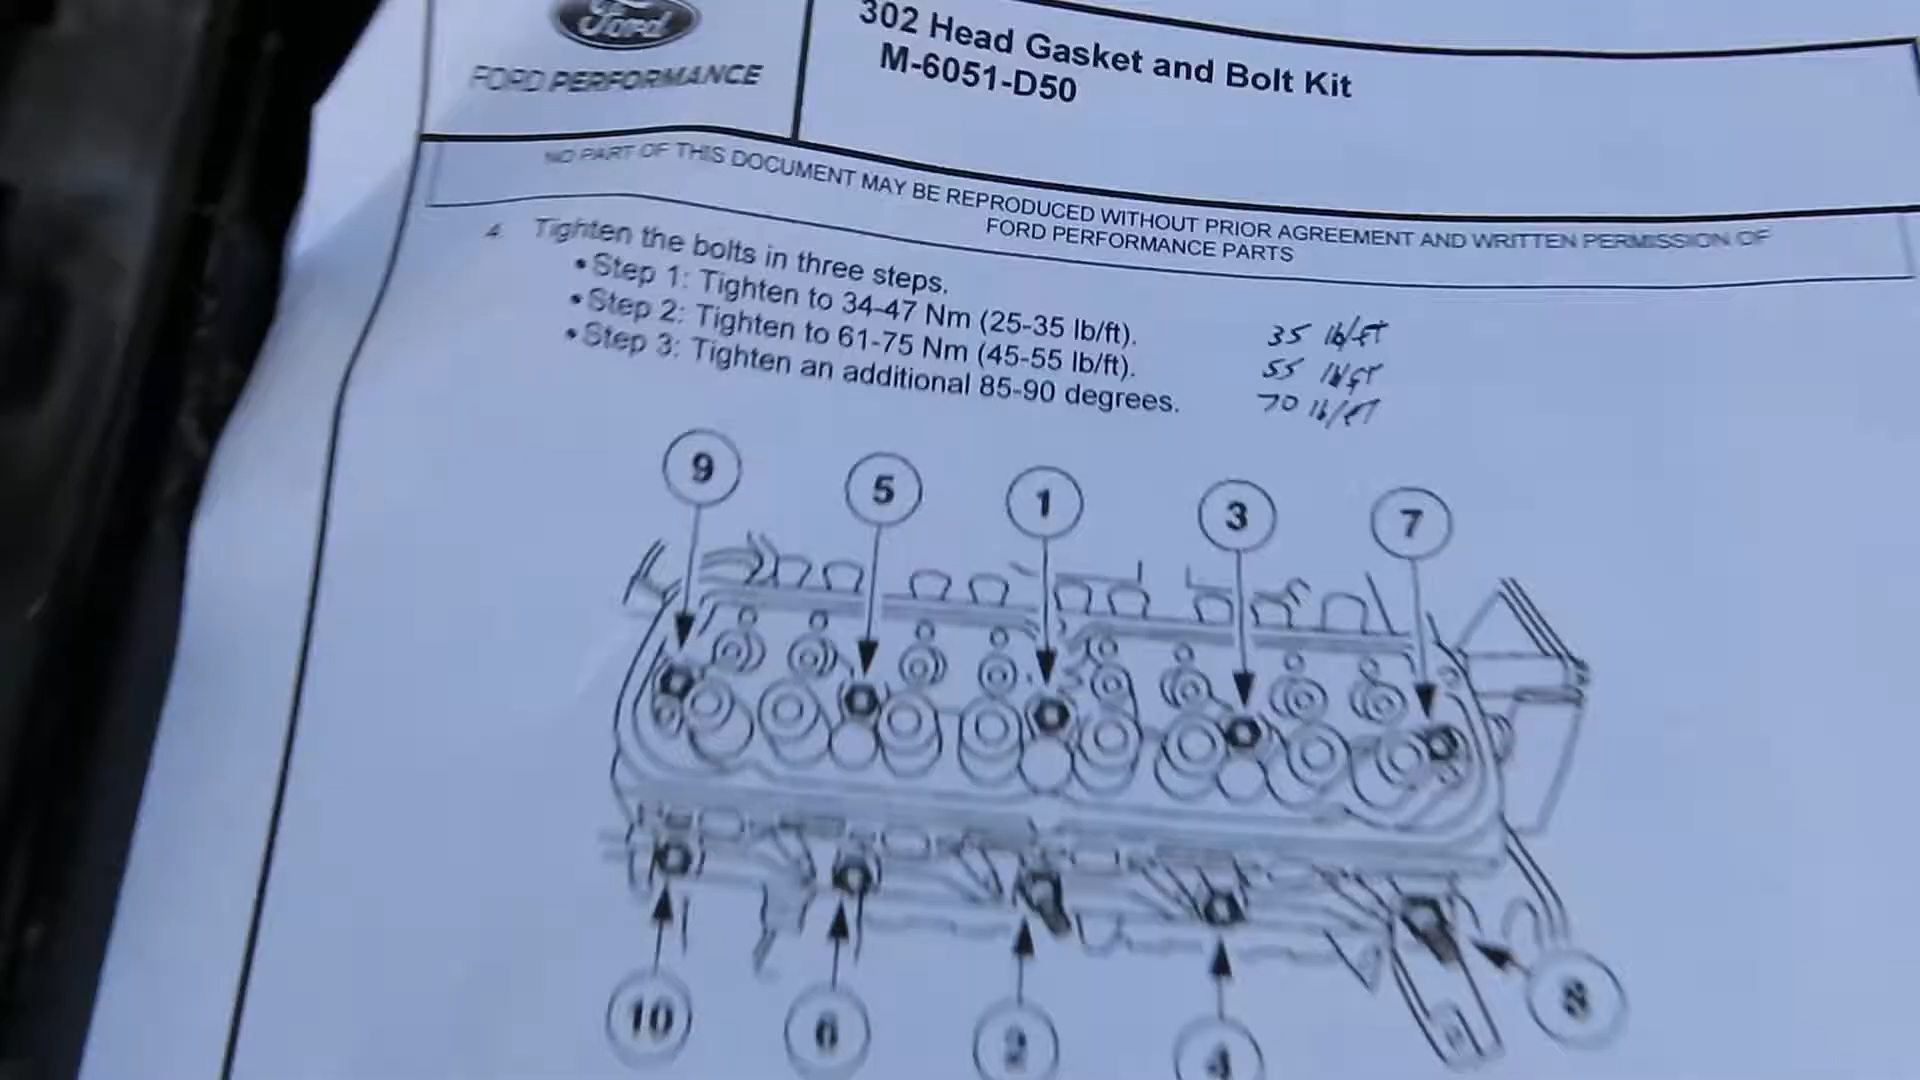 Ford
FORD PERFORMANCE
302 Head Gasket and Bolt Kit
M-6051-D50
NO PART OF THIS DOCUMENT MAY BE REPRODUCED WITHOUT PRIOR AGREEMENT AND WRITTEN PERMISSION OF
FORD PERFORMANCE PARTS
4. Tighten the bolts in three steps.
• Step 1: Tighten to 34-47 Nm (25-35 lb/ft). 35 lb/ft
• Step 2: Tighten to 61-75 Nm (45-55 lb/ft). 55 lb/ft
• Step 3: Tighten an additional 85-90 degrees. 70 lb/ft
9 5 1 3 7
10 6 2 4 8